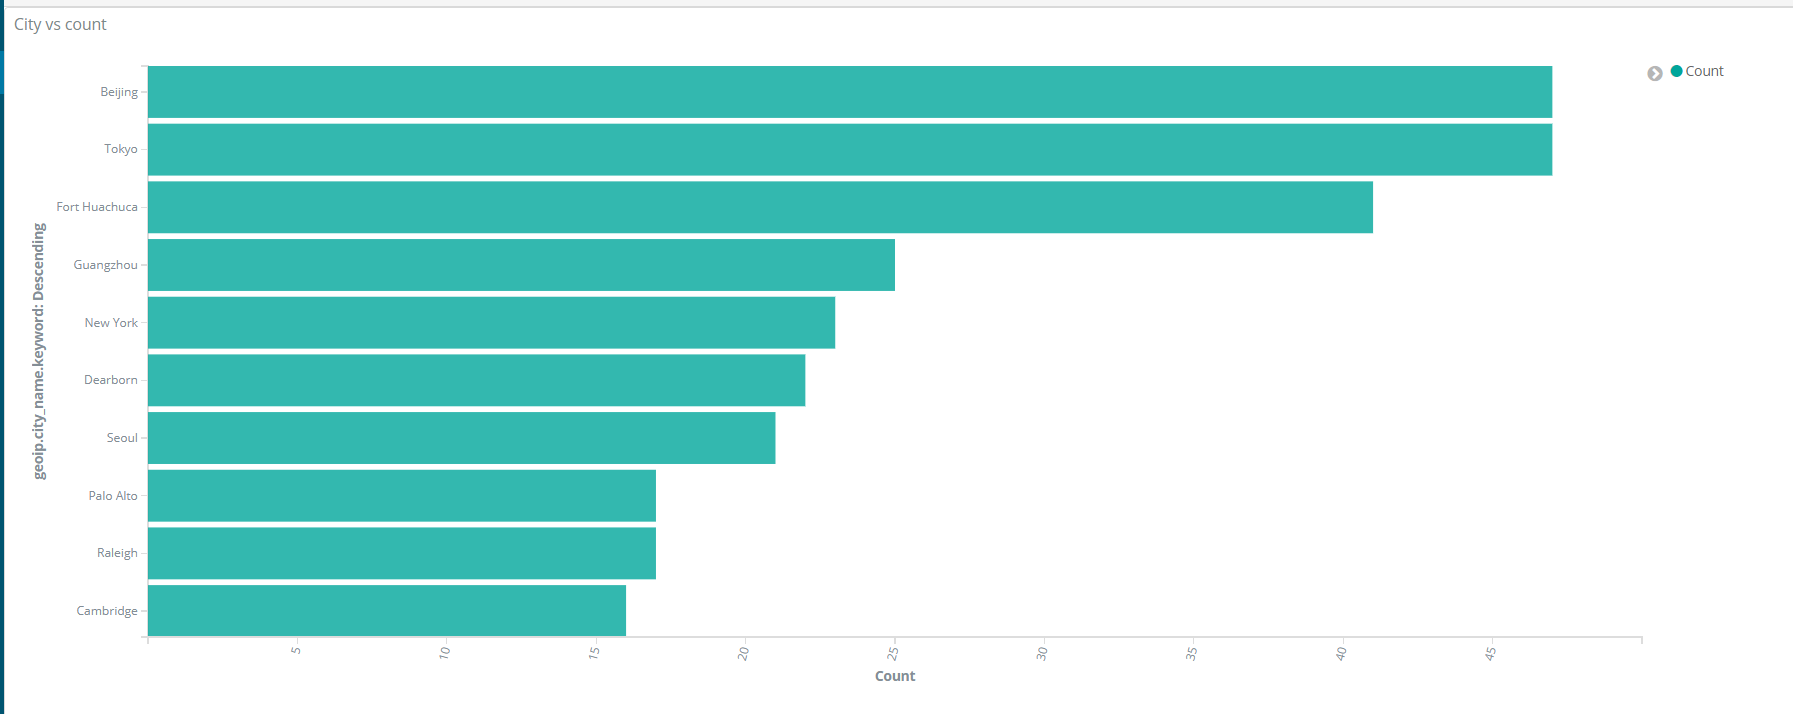 City vs count
Count
Beijing
Tokyo
Fort Huachuca
Guangzhou
New York
Dearborn
Seoul
Palo Alto
Raleigh
Cambridge
geoip.city_name.keyword: Descending
5 10 15 20 25 30 35 40 45
Count